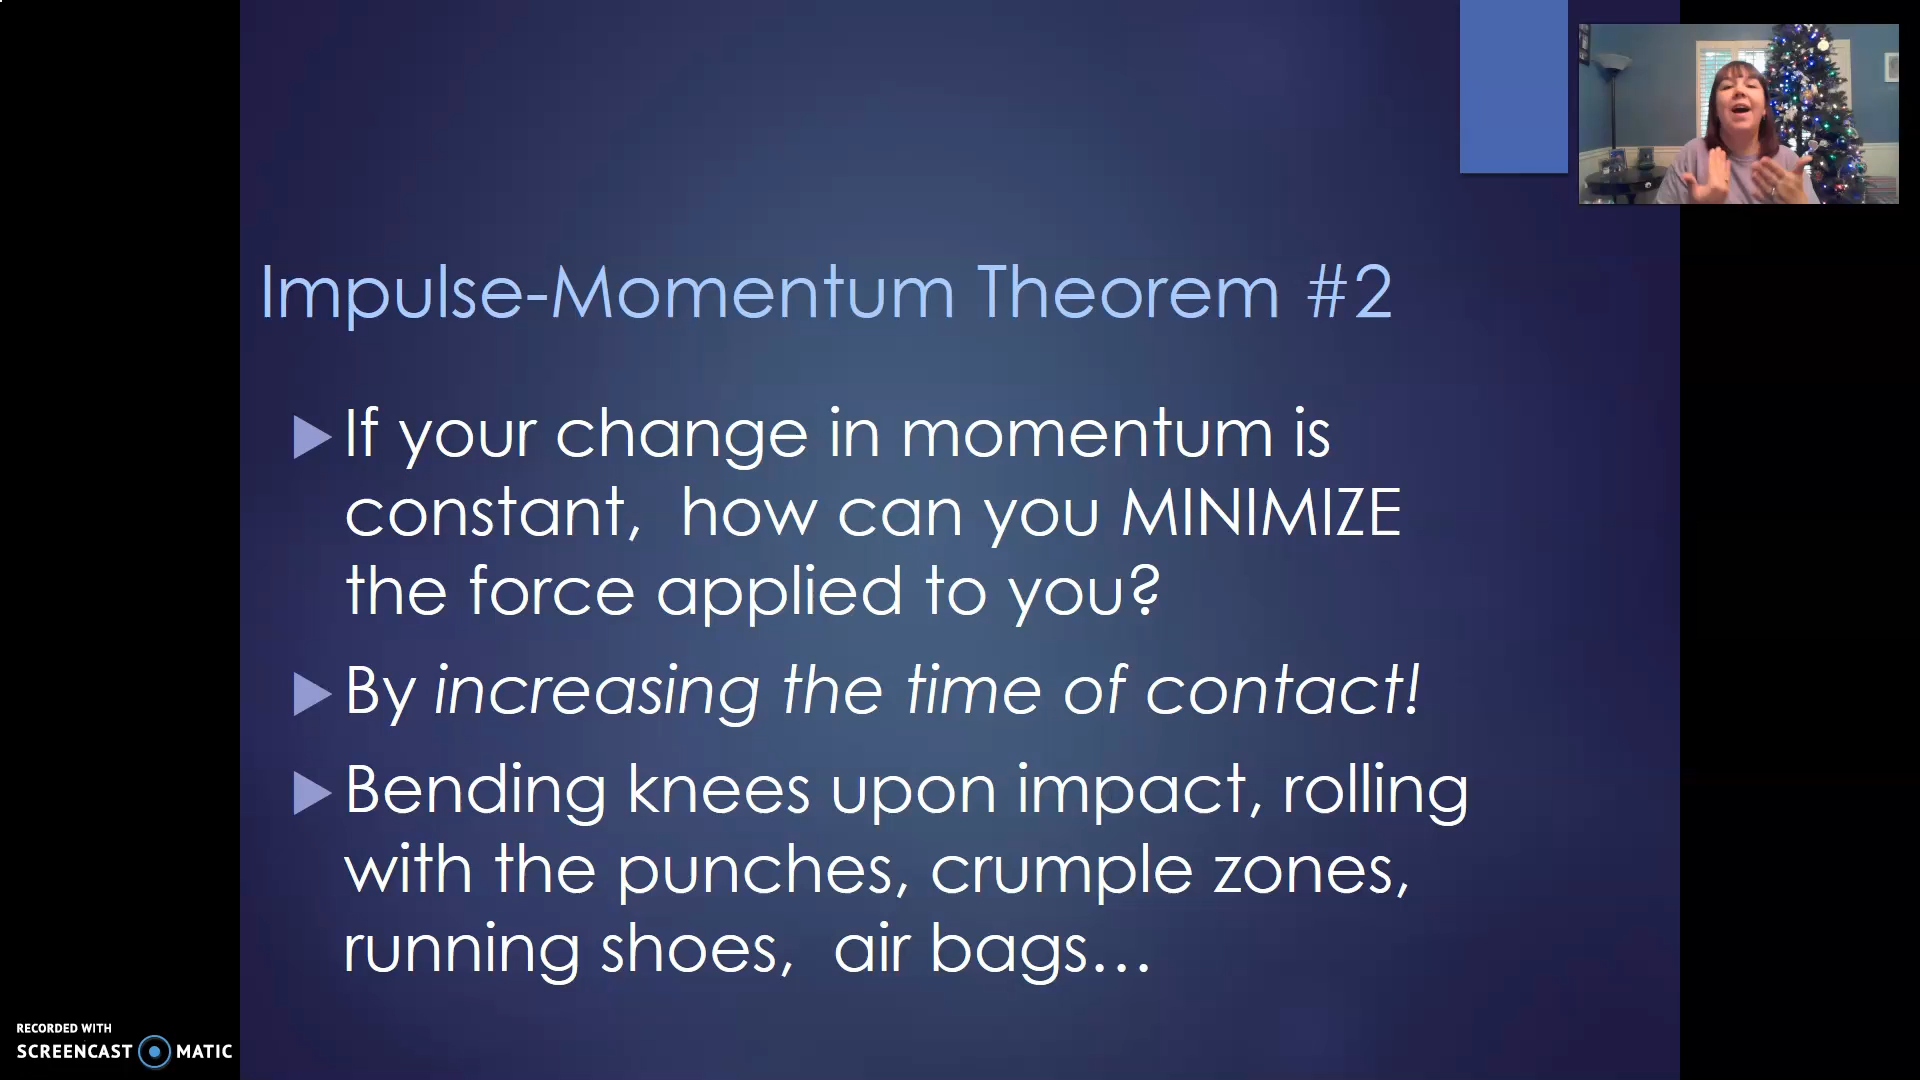 Impulse-Momentum Theorem #2
If your change in momentum is
constant,  how can you MINIMIZE
the force applied to you?
By increasing the time of contact!
Bending knees upon impact, rolling
with the punches, crumple zones,
running shoes,  air bags...
RECORDED WITH
SCREENCAST MATIC